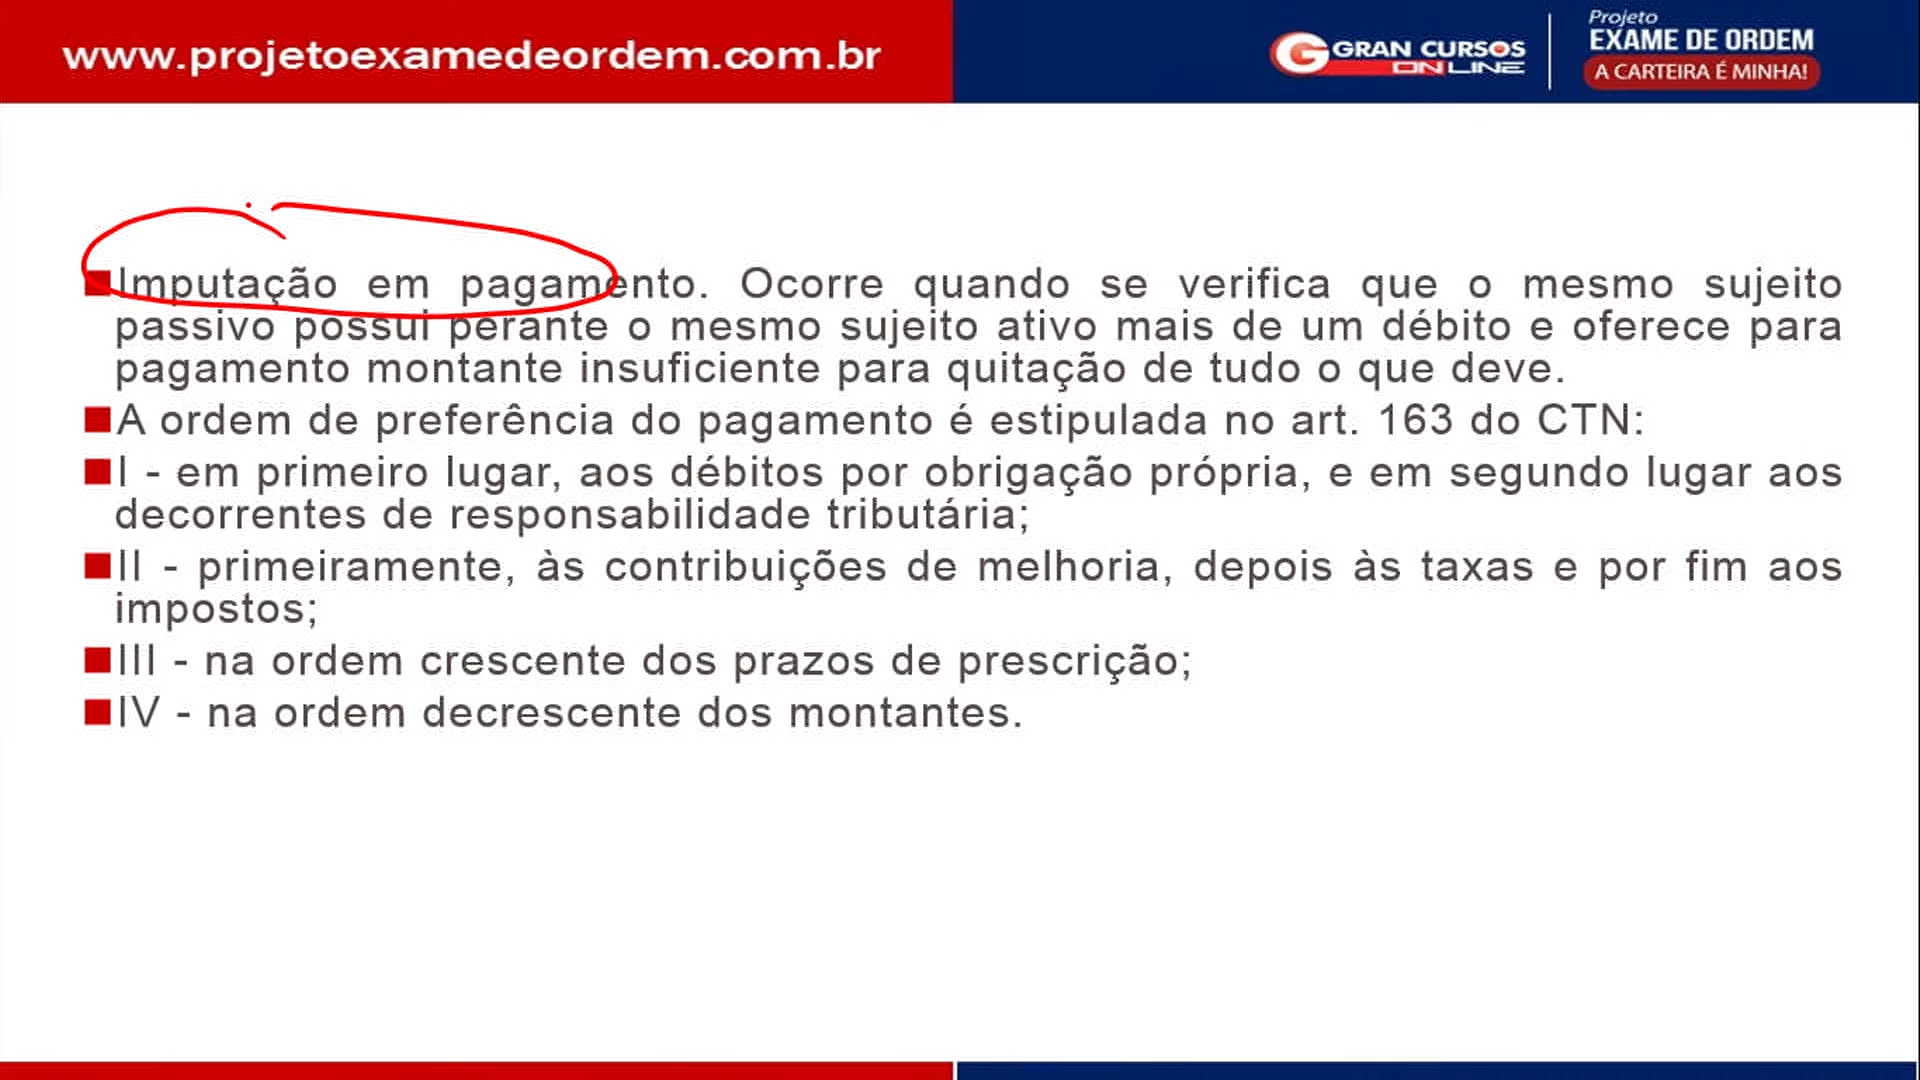 www.projetoexamedeordem.com.br
GRAN CURSOS
ONLINE
Projeto
EXAME DE ORDEM
A CARTEIRA É MINHA!
Imputação em pagamento. Ocorre quando se verifica que o mesmo sujeito
passivo possui perante o mesmo sujeito ativo mais de um débito e oferece para
pagamento montante insuficiente para quitação de tudo o que deve.
A ordem de preferência do pagamento é estipulada no art. 163 do CTN:
I - em primeiro lugar, aos débitos por obrigação própria, e em segundo lugar aos
decorrentes de responsabilidade tributária;
II - primeiramente, às contribuições de melhoria, depois às taxas e por fim aos
impostos;
III - na ordem crescente dos prazos de prescrição;
IV - na ordem decrescente dos montantes.